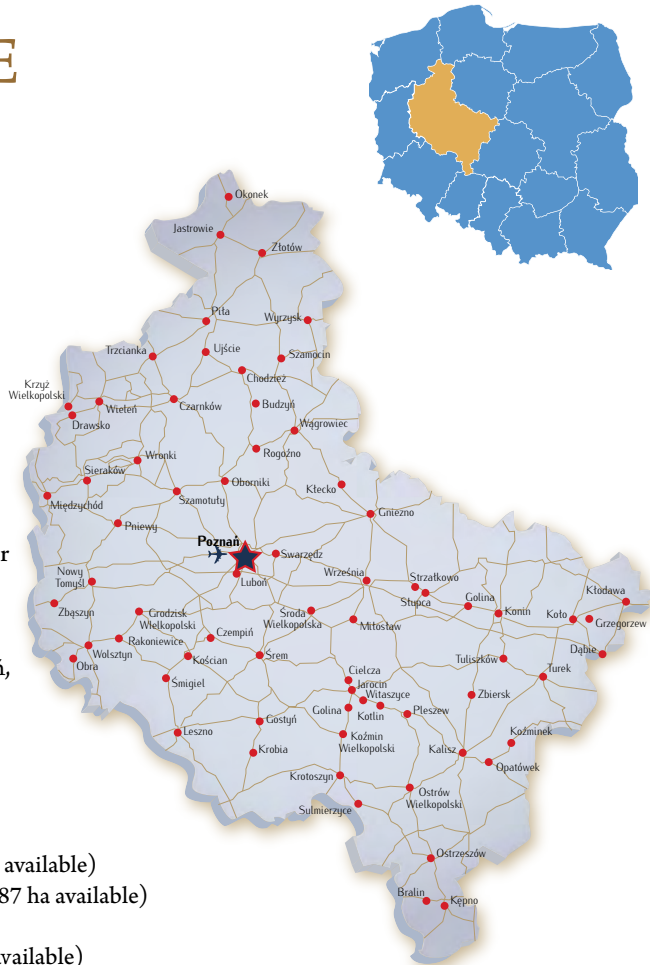 E
Okonek
Jastrowie
Złotów
Piła
Wyrzysk
Trzcianka
Ujście
Szamocin
Chodzież
Krzyż
Wielkopolski
Wieleń
Czarnków
Budzyń
Drawsko
Wągrowiec
Rogoźno
Wronki
Sieraków
Oborniki
Kłecko
Międzychód
Szamotuły
Gniezno
Pniewy
Poznań
Swarzędz
r
Nowy
Tomyśl
Luboń
Września
Strzałkowo
Słupca
Golina
Konin
Kłodawa
Koło
Grzegorzew
Zbąszyn
Grodzisk
Wlelkopolski
Środa
Wielkopolska
Miłosław
Rakoniewice
Czempiń
Wolsztyn
Obra
Kościan
Śrem
Tuliszków
Dąbie
Turek
ń,
Śmigiel
Cielcza
Jarocin
Witaszyce
Golina
Kotlin
Pleszew
Zbiersk
Leszno
Gostyń
Koźmin
Wielkopolski
Koźminek
Krobia
Kalisz
Opatówek
Krotoszyn
Ostrów
Wielkopolski
Sulmierzyce
Ostrzeszów
available)
87 ha available)
Bralin
Kępno
available)